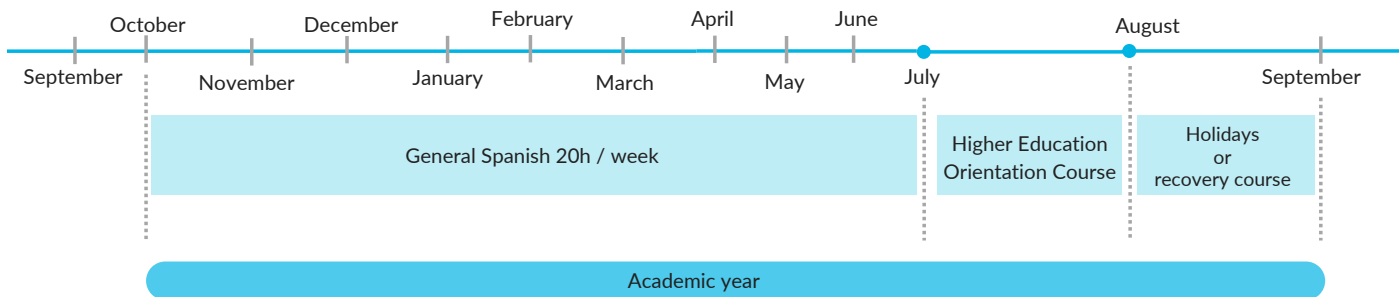 October
December
February
April
June
August
September
November
January
March
May
July
September
General Spanish 20h / week
Higher Education
Orientation Course
Holidays
or
recovery course
Academic year